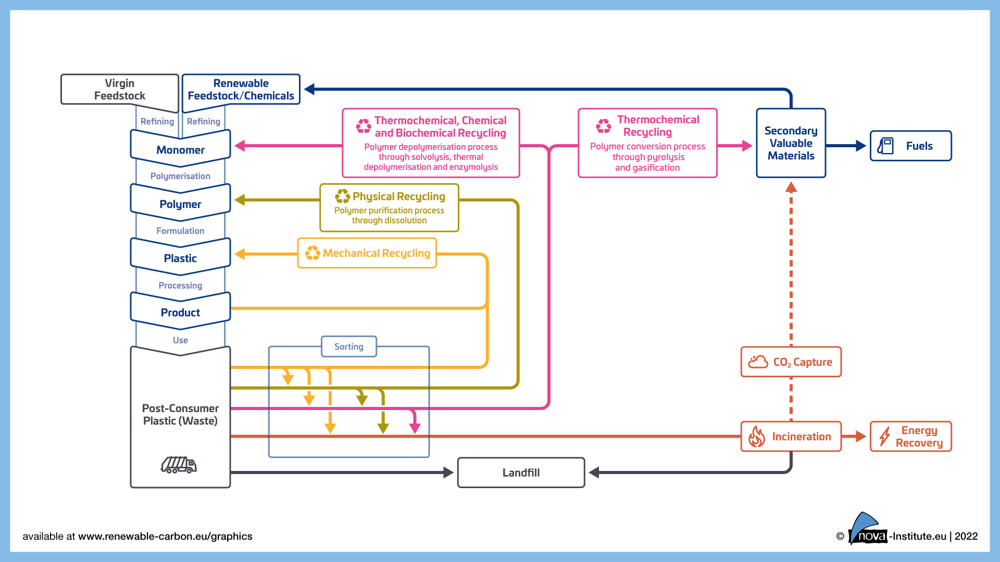 Virgin
Feedstock
Renewable
Feedstock/Chemicals
Refining
Refining
Monomer
Polymerisation
Polymer
Formulation
Plastic
Processing
Product
Use
Post-Consumer
Plastic (Waste)
Thermochemical, Chemical
and Biochemical Recycling
Polymer depolymerisation process
through solvolysis, thermal
depolymerisation and enzymolysis
Thermochemical
Recycling
Polymer conversion process
through pyrolysis
and gasification
Secondary
Valuable
Materials
Fuels
Physical Recycling
Polymer purification process
through dissolution
Mechanical Recycling
Sorting
CO₂ Capture
Incineration
Energy
Recovery
Landfill
available at www.renewable-carbon.eu/graphics
© nova-Institute.eu | 2022